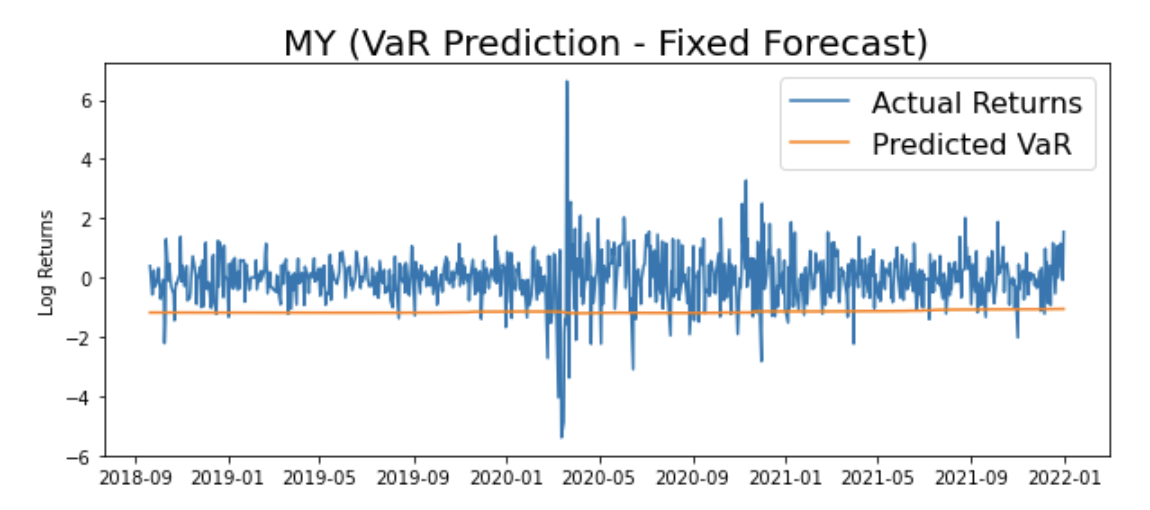 MY (VaR Prediction - Fixed Forecast)
Actual Returns
Predicted VaR
Log Returns
6
4
2
0
−2
−4
−6
2018-09 2019-01 2019-05 2019-09 2020-01 2020-05 2020-09 2021-01 2021-05 2021-09 2022-01